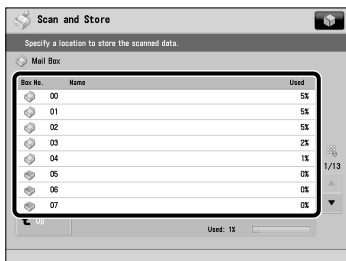 Scan and Store
Specify a location to store the scanned data.
Mail Box
Box No. Name Used
00 5%
01 5%
02 5%
03 2%
04 1%
05 0%
06 0%
07 0%
1/13
Up
Used: 1%